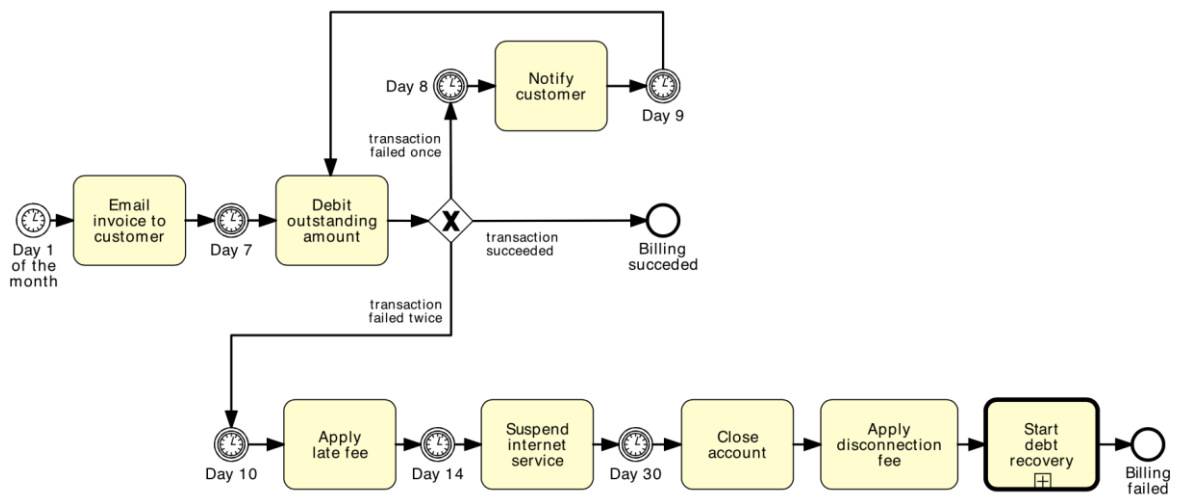 Day 8
Notify
customer
Day 9
transaction
failed once
Day 1
of the
month
Email
invoice to
customer
Day 7
Debit
outstanding
amount
X
transaction
succeeded
Billing
succeded
transaction
failed twice
Day 10
Apply
late fee
Day 14
Suspend
internet
service
Day 30
Close
account
Apply
disconnection
fee
Start
debt
recovery
Billing
failed